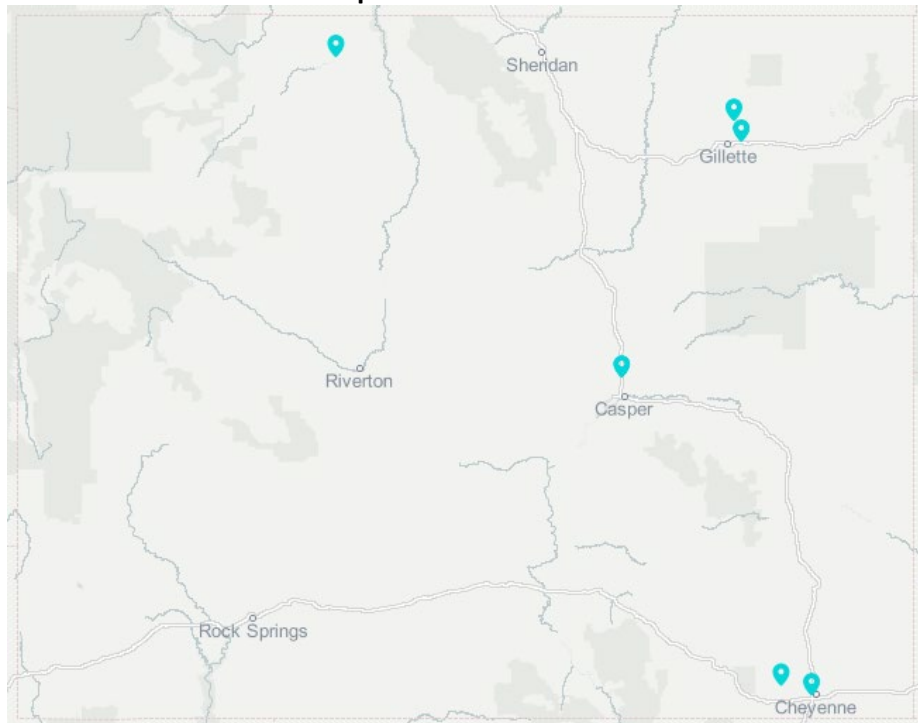 Sheridan
Gillette
Riverton
Casper
Rock Springs
Cheyenne